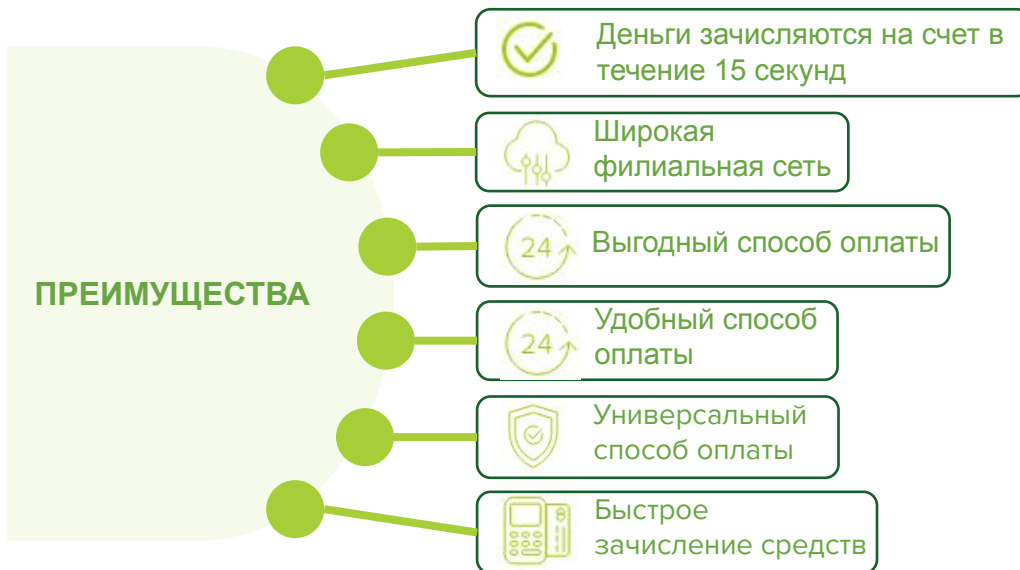 Деньги зачисляются на счет в
течение 15 секунд
Широкая
филиальная сеть
24
Выгодный способ оплаты
ПРЕИМУЩЕСТВА
24
Удобный способ
оплаты
Универсальный
способ оплаты
Быстрое
зачисление средств